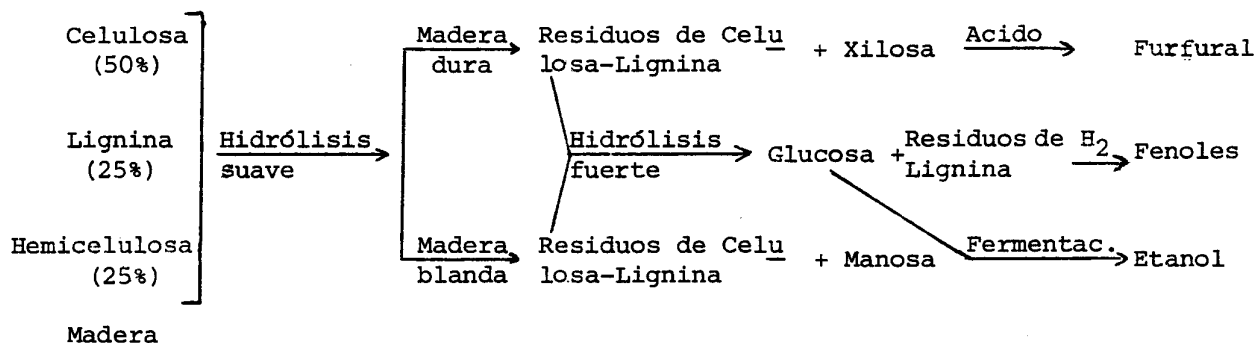 Celulosa
(50%)
Lignina
(25%)
Hemicelulosa
(25%)
Madera
Hidrólisis
suave
Madera
dura
Residuos de Celu
losa-Lignina
+ Xilosa
Acido
Furfural
Hidrólisis
fuerte
Glucosa +
Residuos de
Lignina
H2
Fenoles
Madera
blanda
Residuos de Celu
losa-Lignina
+ Manosa
Fermentac.
Etanol